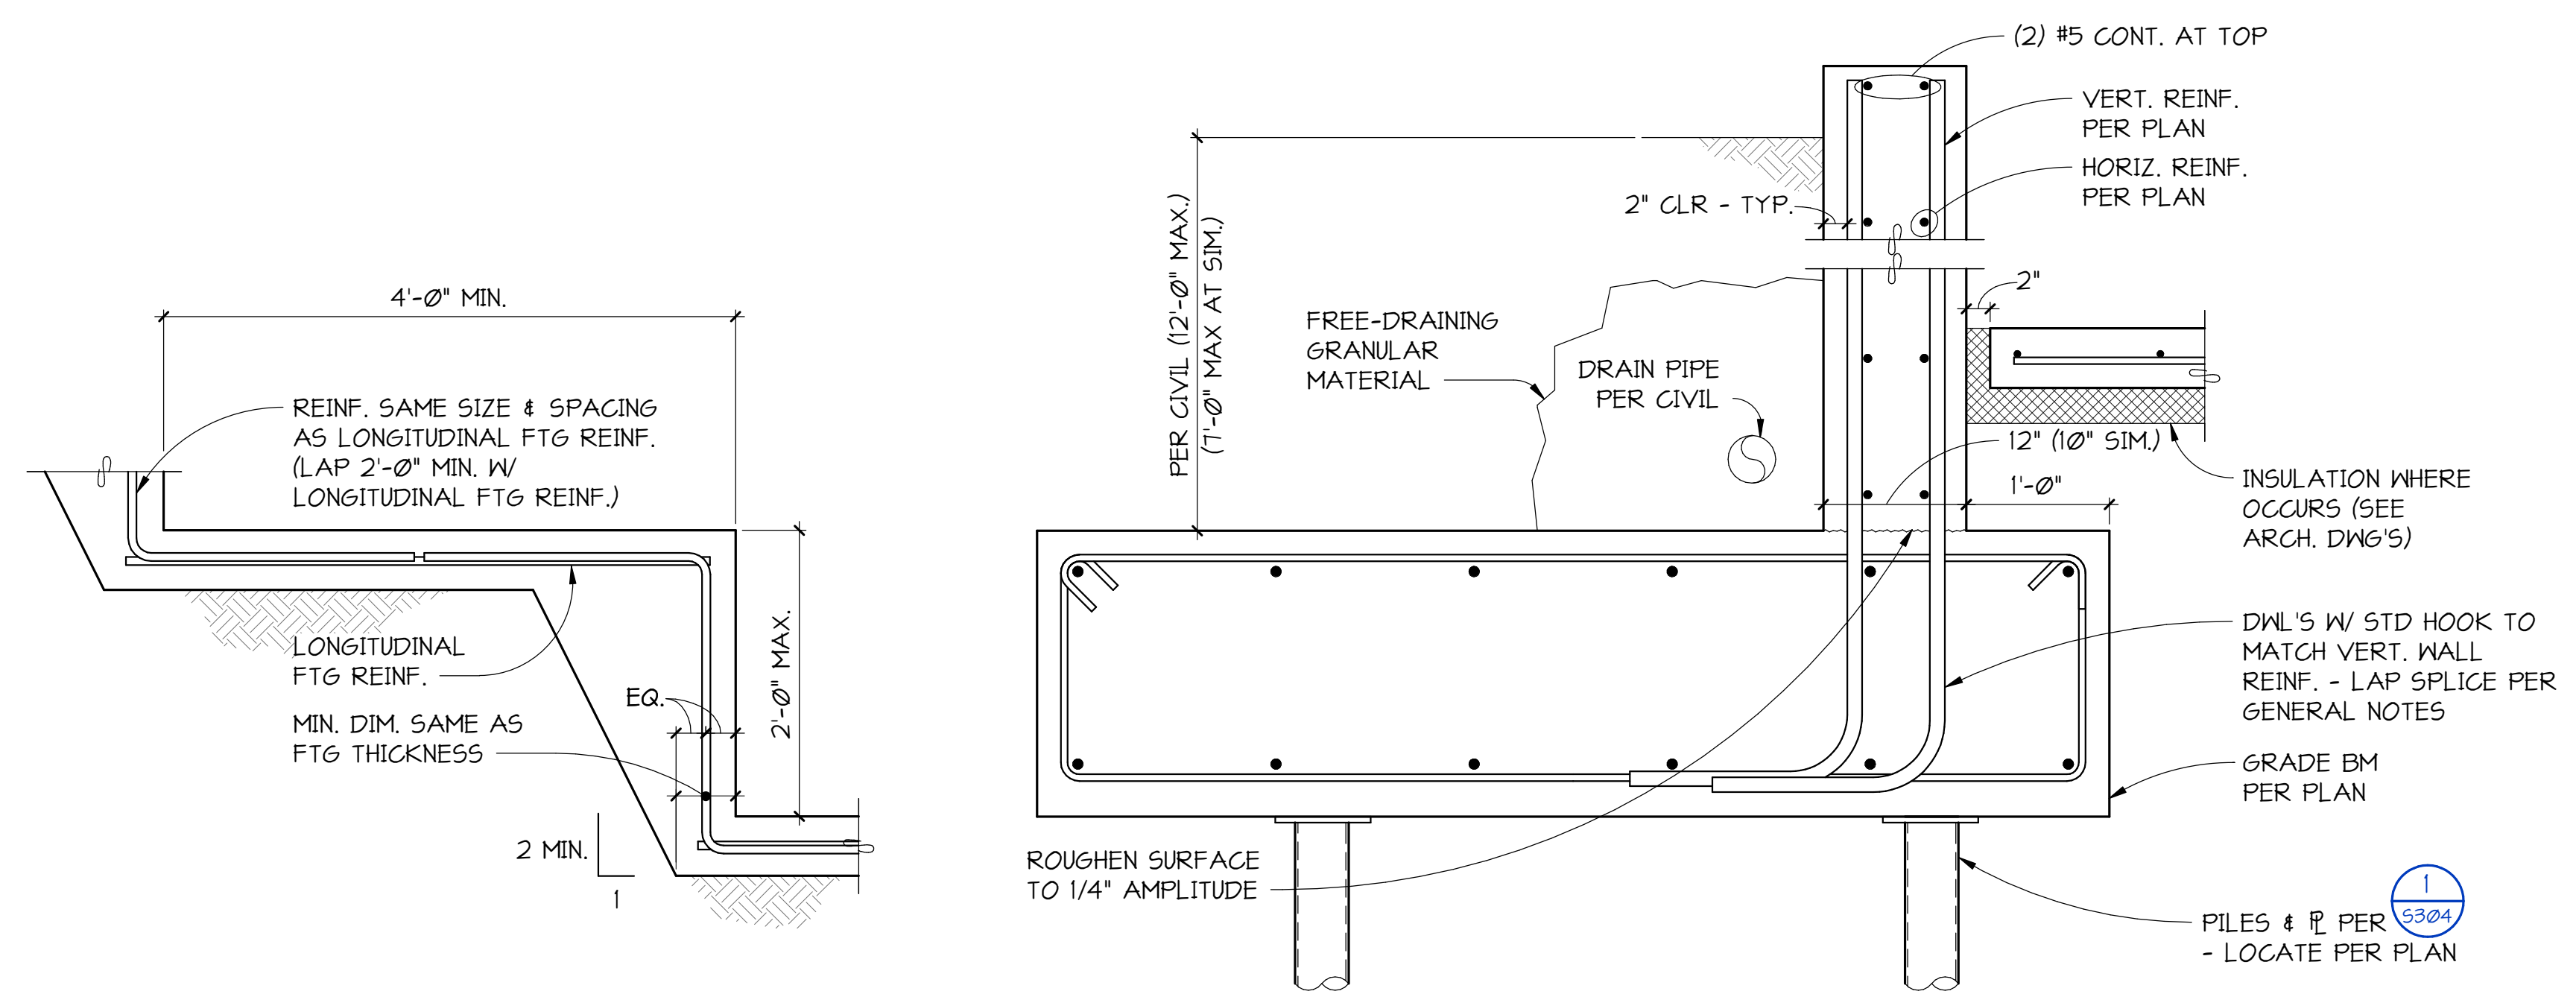 4'-0" MIN.
REINF. SAME SIZE & SPACING
AS LONGITUDINAL FTG REINF.
(LAP 2'-0" MIN. W/
LONGITUDINAL FTG REINF.)
LONGITUDINAL
FTG REINF.
MIN. DIM. SAME AS
FTG THICKNESS
EQ.
2'-0" MAX.
2 MIN.
1
(2) #5 CONT. AT TOP
VERT. REINF.
PER PLAN
HORIZ. REINF.
PER PLAN
2" CLR - TYP.
PER CIVIL (12'-0" MAX.)
(7'-0" MAX AT SIM.)
2"
FREE-DRAINING
GRANULAR
MATERIAL
DRAIN PIPE
PER CIVIL
12" (10" SIM.)
1'-0"
INSULATION WHERE
OCCURS (SEE
ARCH. DWG'S)
DWL'S W/ STD HOOK TO
MATCH VERT. WALL
REINF. - LAP SPLICE PER
GENERAL NOTES
GRADE BM
PER PLAN
ROUGHEN SURFACE
TO 1/4" AMPLITUDE
PILES & PL PER
- LOCATE PER PLAN
1
S304